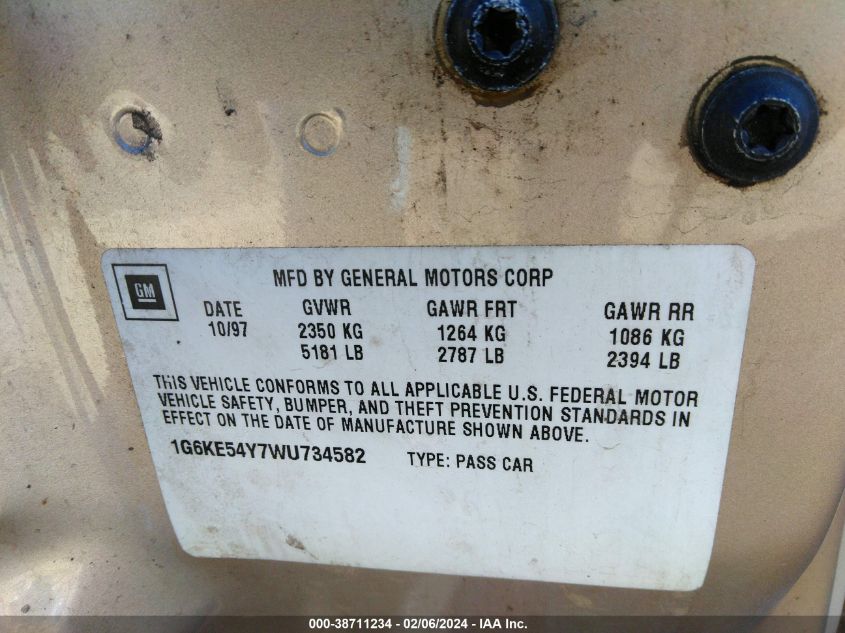 MFD BY GENERAL MOTORS CORP
GM
DATE GVWR GAWR FRT GAWR RR
10/97 2350 KG 1264 KG 1086 KG
5181 LB 2787 LB 2394 LB
THIS VEHICLE CONFORMS TO ALL APPLICABLE U.S. FEDERAL MOTOR
VEHICLE SAFETY, BUMPER, AND THEFT PREVENTION STANDARDS IN
EFFECT ON THE DATE OF MANUFACTURE SHOWN ABOVE.
1G6KE54Y7WU734582 TYPE: PASS CAR
000-38711234 - 02/06/2024 - IAA Inc.